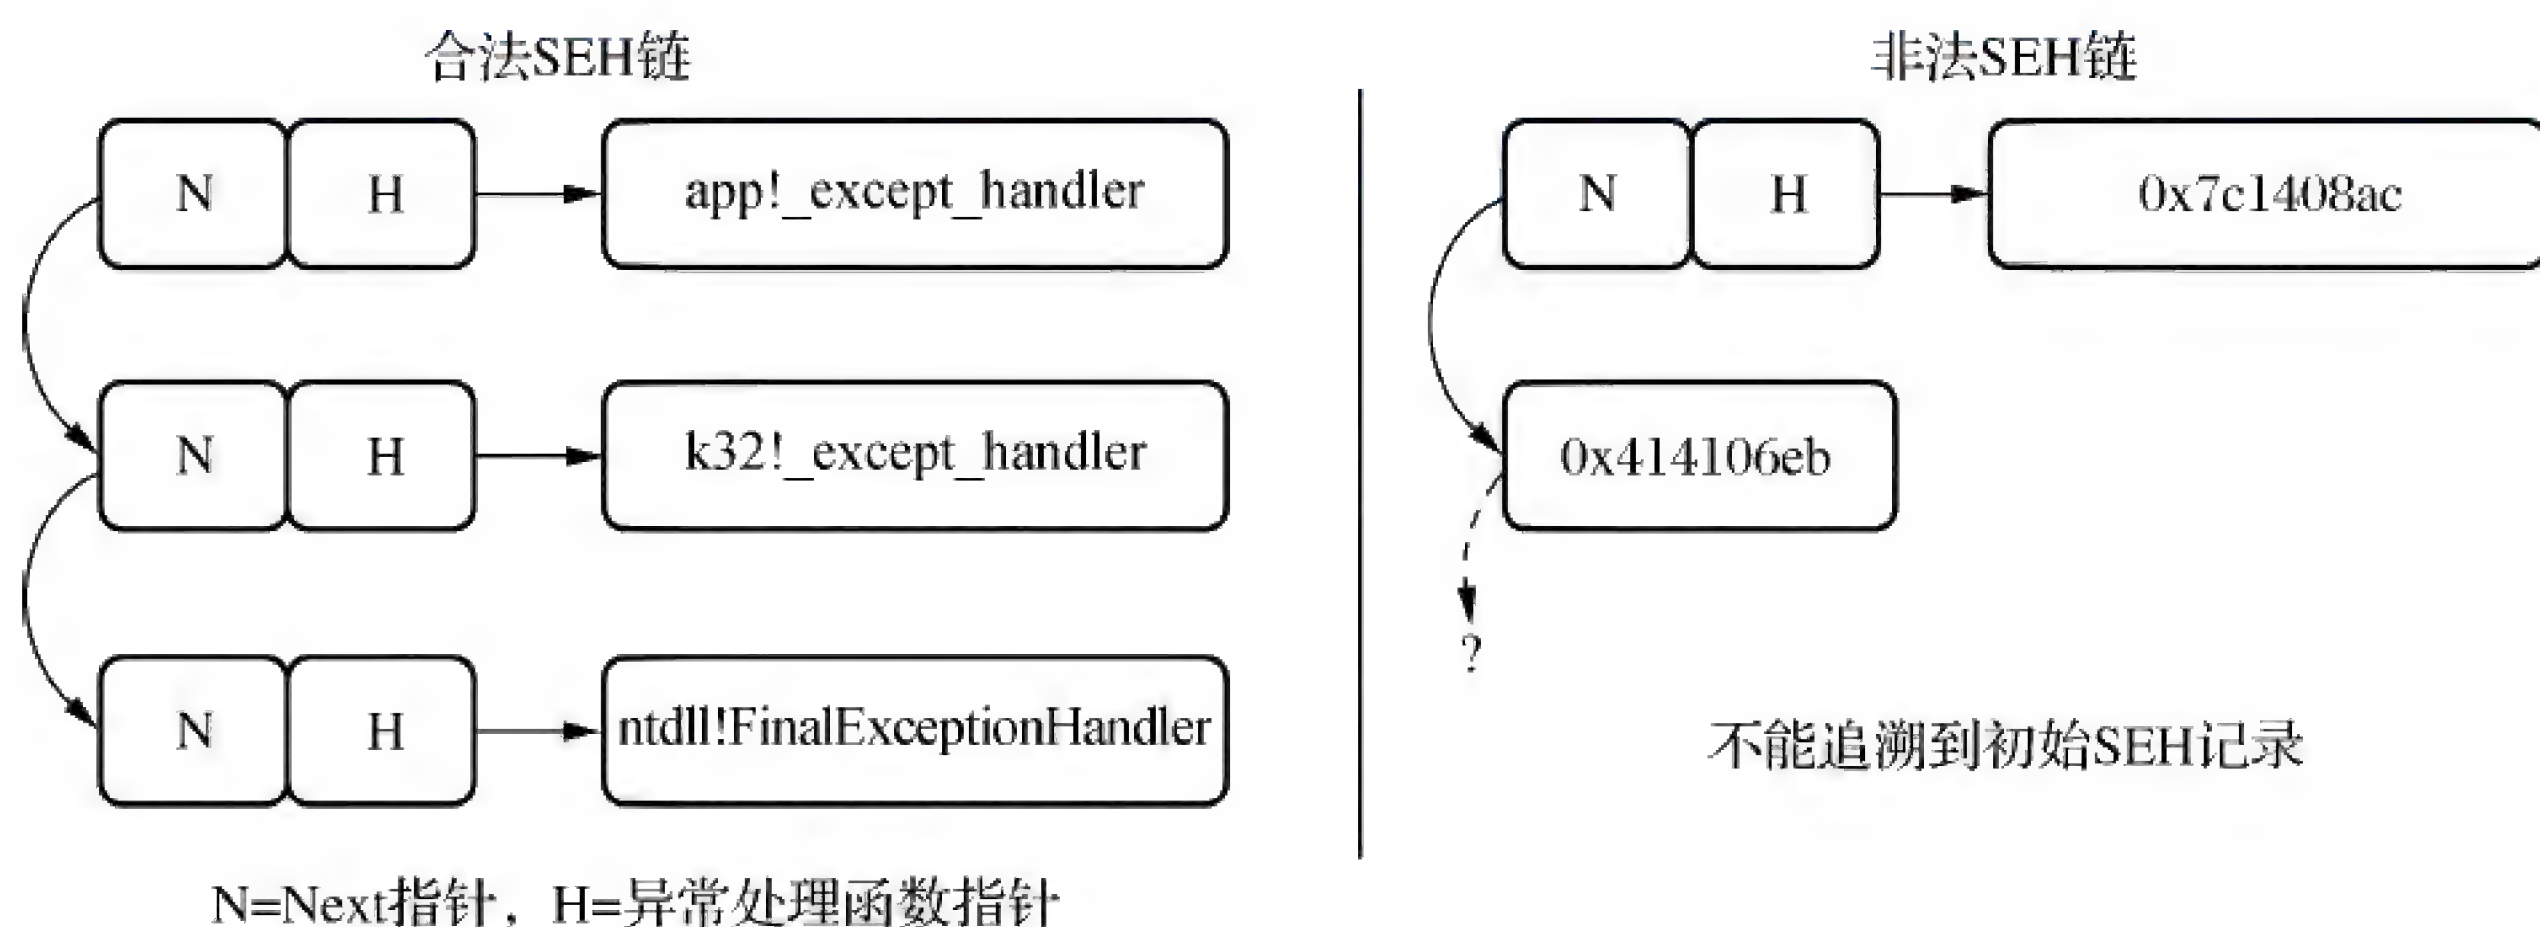 合法SEH链
N H app!_except_handler
N H k32!_except_handler
N H ntdll!FinalExceptionHandler
N=Next指针，H=异常处理函数指针
非法SEH链
N H 0x7c1408ac
0x414106eb
?
不能追溯到初始SEH记录